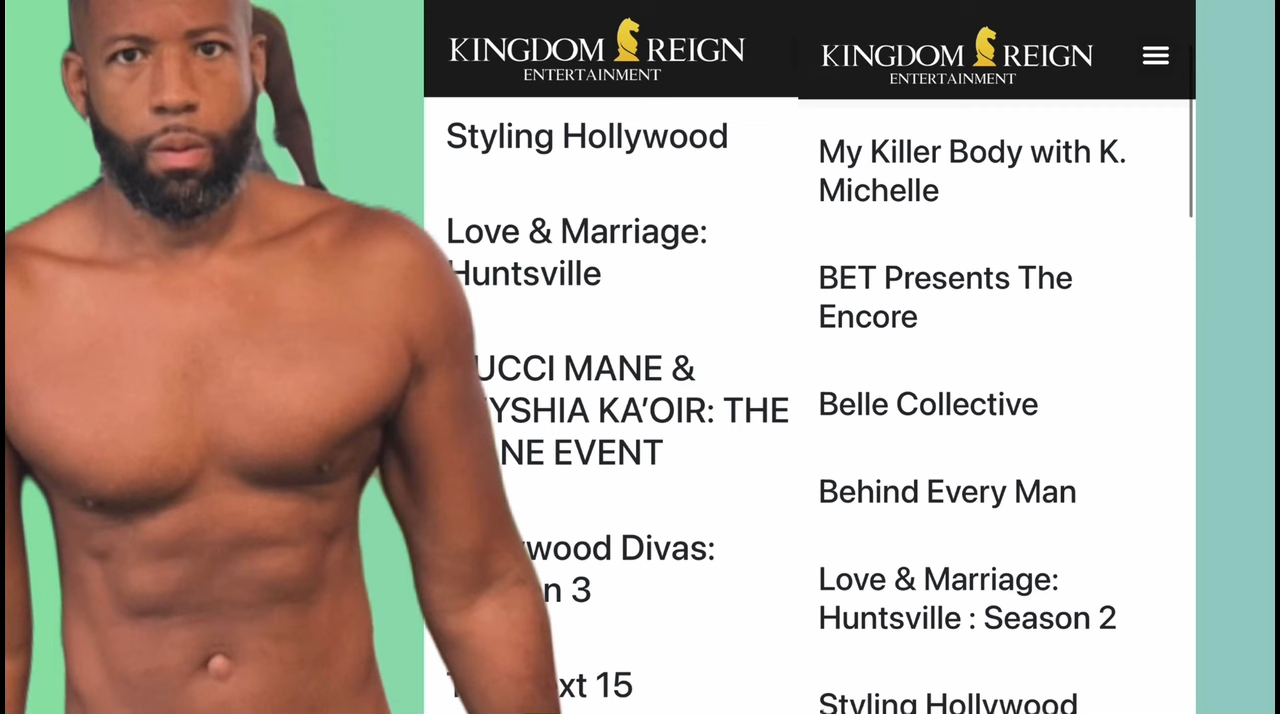 KINGDOM REIGN
ENTERTAINMENT
Styling Hollywood
Love & Marriage:
Huntsville
UCCI MANE &
YSHIA KA'OIR: THE
NE EVENT
wood Divas:
n 3
xt 15
KINGDOM REIGN
ENTERTAINMENT
My Killer Body with K.
Michelle
BET Presents The
Encore
Belle Collective
Behind Every Man
Love & Marriage:
Huntsville : Season 2
Styling Hollywood